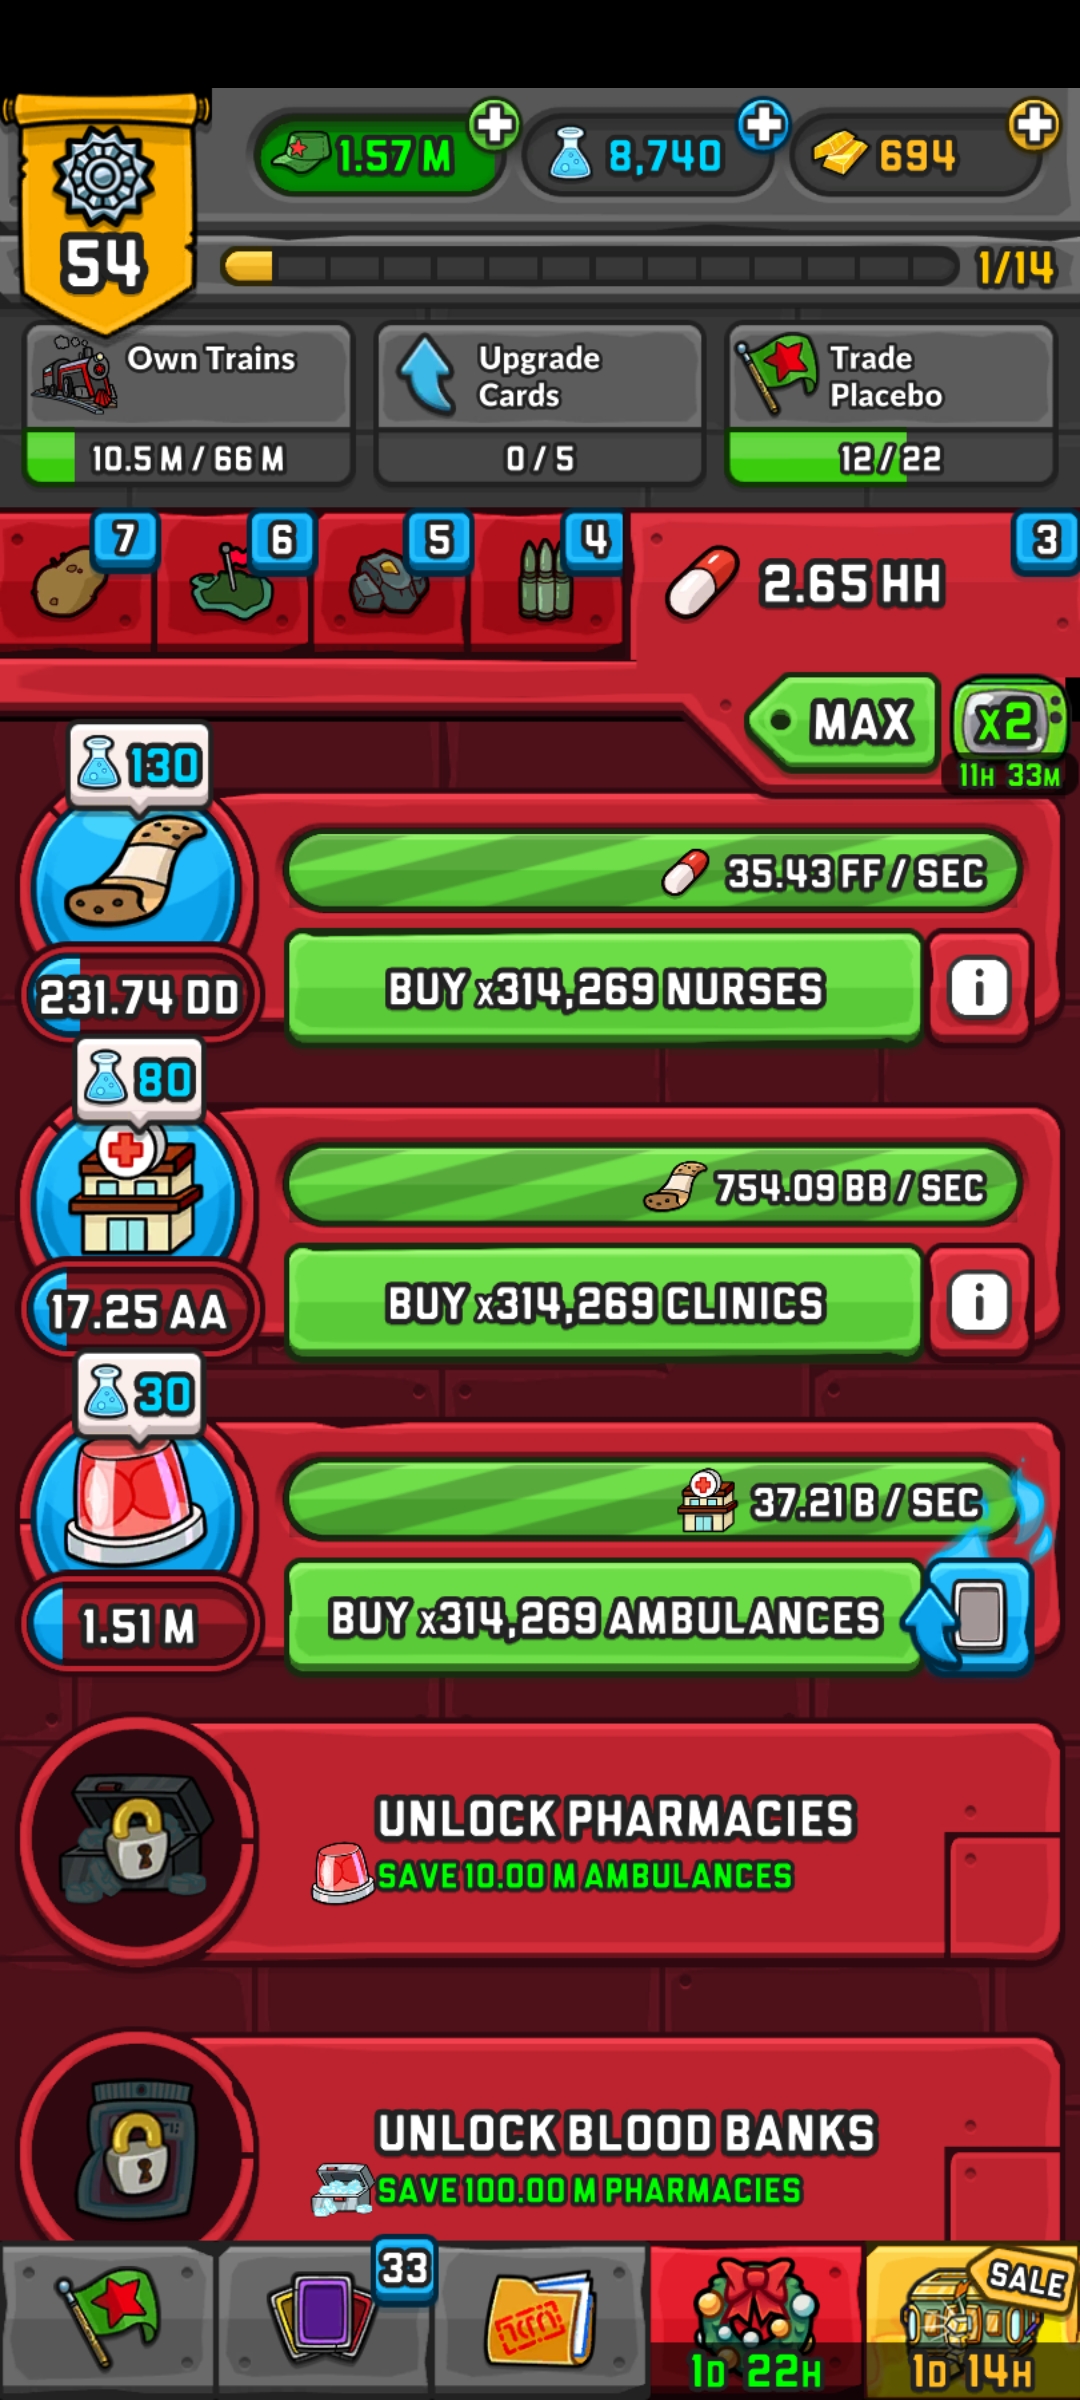 1.57 M
8,740
694
54
1/14
Own Trains
10.5 M / 66 M
Upgrade
Cards
0 / 5
Trade
Placebo
12 / 22
7
6
5
4
3
2.65 HH
MAX
x2
11H 33M
130
35.43 FF / SEC
231.74 DD
BUY x314,269 NURSES
i
80
754.09 BB / SEC
17.25 AA
BUY x314,269 CLINICS
i
30
37.21 B / SEC
1.51 M
BUY x314,269 AMBULANCES
UNLOCK PHARMACIES
SAVE 10.00 M AMBULANCES
UNLOCK BLOOD BANKS
SAVE 100.00 M PHARMACIES
33
SALE
1D 22H
1D 14H